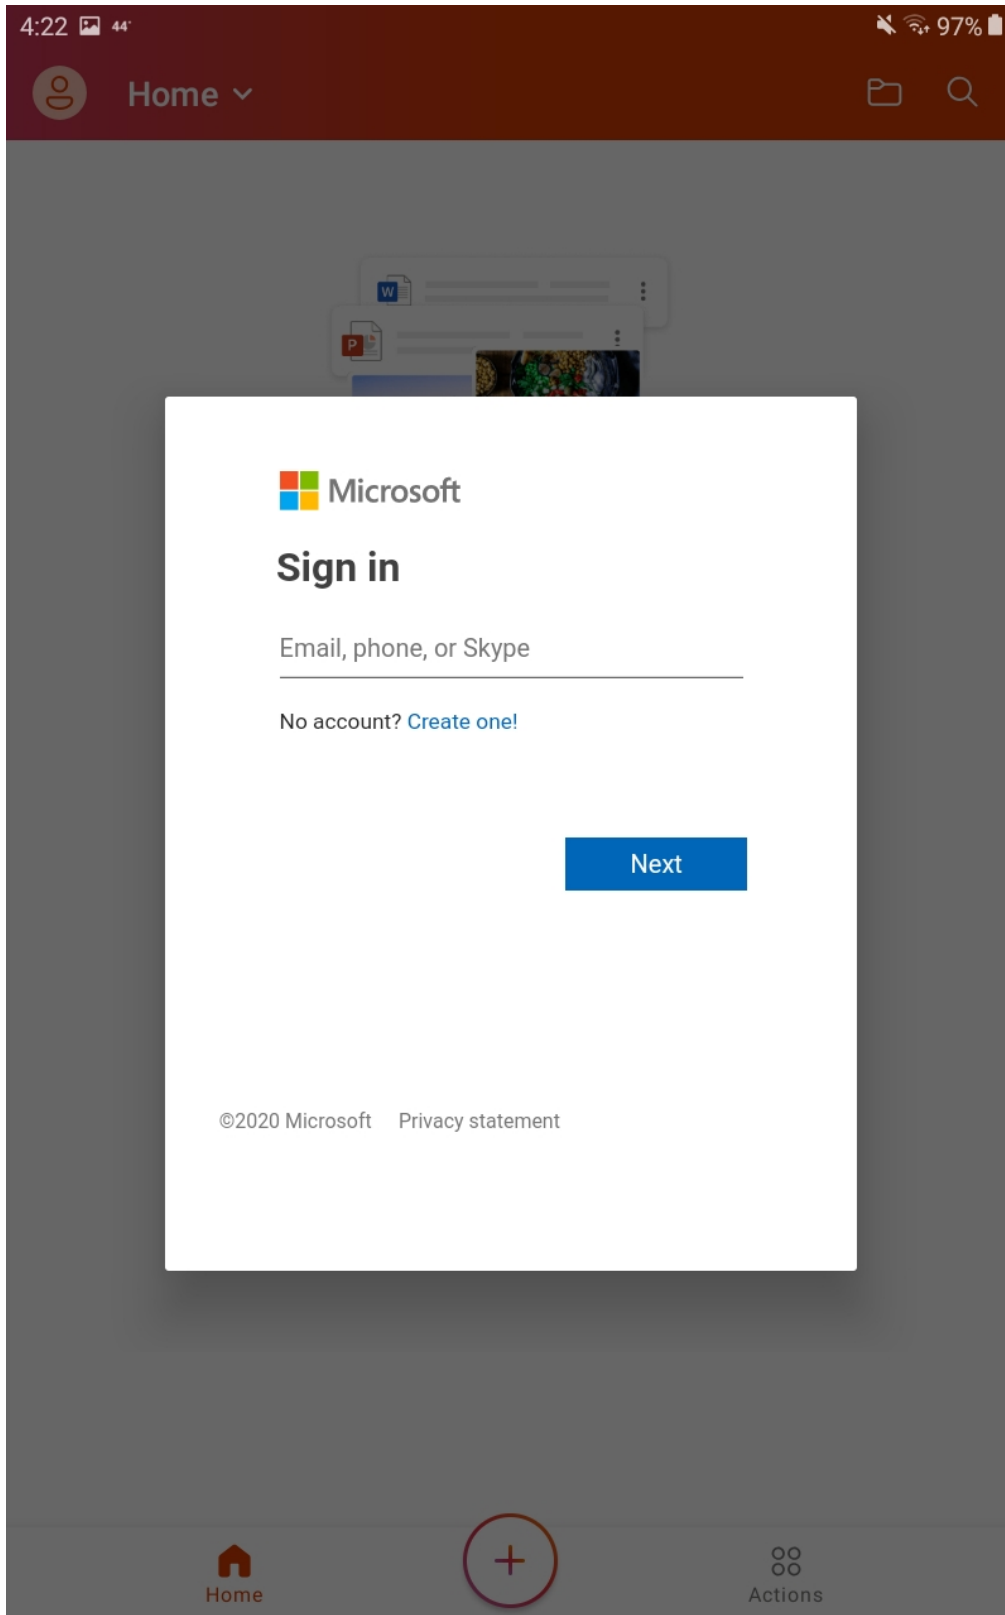 4:22 44° 97%
Home
W
P
Microsoft
Sign in
Email, phone, or Skype
No account? Create one!
Next
©2020 Microsoft Privacy statement
Home Actions